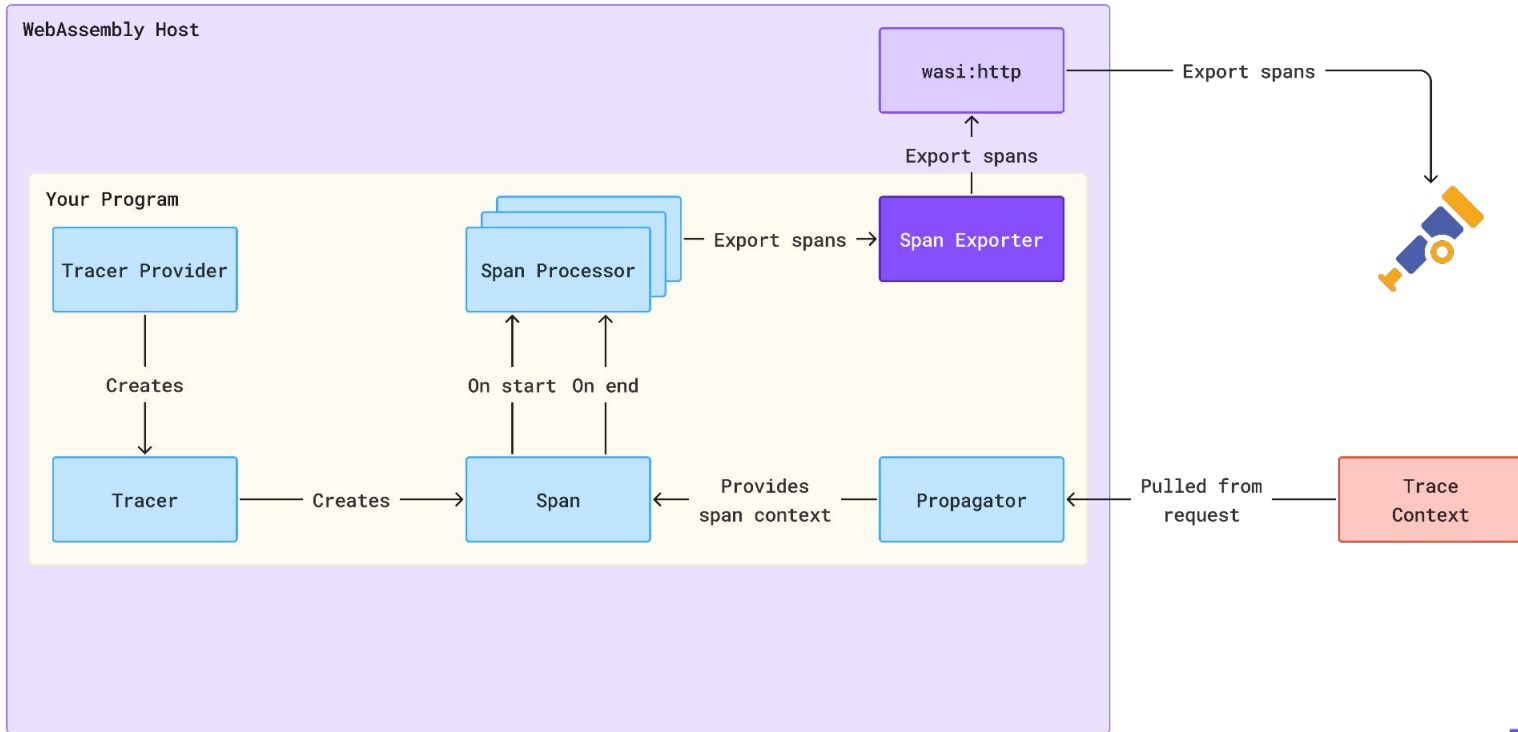 WebAssembly Host
wasi:http
Export spans
Export spans
Your Program
Tracer Provider
Span Processor
Export spans
Span Exporter
Creates
On start
On end
Tracer
Creates
Span
Provides
span context
Propagator
Pulled from
request
Trace
Context